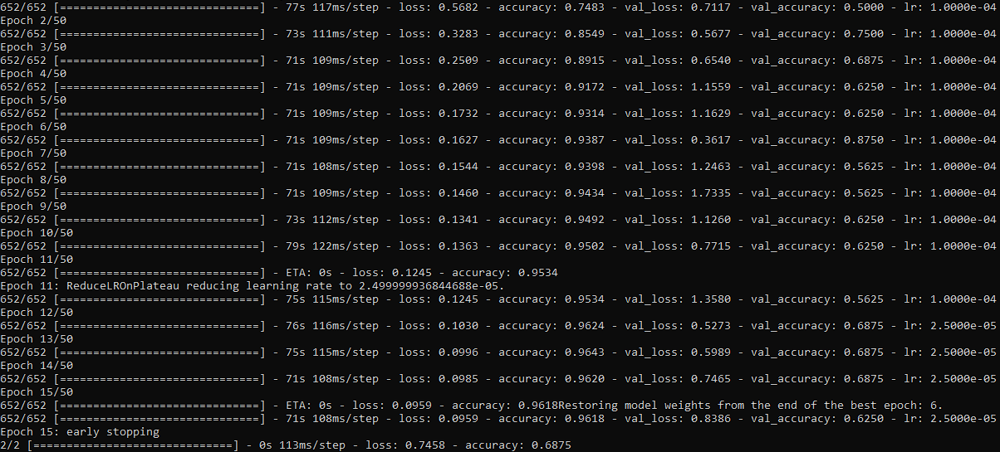 652/652 [==============================] - 77s 117ms/step - loss: 0.5682 - accuracy: 0.7483 - val_loss: 0.7117 - val_accuracy: 0.5000 - lr: 1.0000e-04
Epoch 2/50
652/652 [==============================] - 73s 111ms/step - loss: 0.3283 - accuracy: 0.8549 - val_loss: 0.5677 - val_accuracy: 0.7500 - lr: 1.0000e-04
Epoch 3/50
652/652 [==============================] - 71s 109ms/step - loss: 0.2509 - accuracy: 0.8915 - val_loss: 0.6540 - val_accuracy: 0.6875 - lr: 1.0000e-04
Epoch 4/50
652/652 [==============================] - 71s 109ms/step - loss: 0.2069 - accuracy: 0.9172 - val_loss: 1.1559 - val_accuracy: 0.6250 - lr: 1.0000e-04
Epoch 5/50
652/652 [==============================] - 71s 109ms/step - loss: 0.1732 - accuracy: 0.9314 - val_loss: 1.1629 - val_accuracy: 0.6250 - lr: 1.0000e-04
Epoch 6/50
652/652 [==============================] - 71s 109ms/step - loss: 0.1627 - accuracy: 0.9387 - val_loss: 0.3617 - val_accuracy: 0.8750 - lr: 1.0000e-04
Epoch 7/50
652/652 [==============================] - 71s 108ms/step - loss: 0.1544 - accuracy: 0.9398 - val_loss: 1.2463 - val_accuracy: 0.5625 - lr: 1.0000e-04
Epoch 8/50
652/652 [==============================] - 71s 109ms/step - loss: 0.1460 - accuracy: 0.9434 - val_loss: 1.7335 - val_accuracy: 0.5625 - lr: 1.0000e-04
Epoch 9/50
652/652 [==============================] - 73s 112ms/step - loss: 0.1341 - accuracy: 0.9492 - val_loss: 1.1260 - val_accuracy: 0.6250 - lr: 1.0000e-04
Epoch 10/50
652/652 [==============================] - 79s 122ms/step - loss: 0.1363 - accuracy: 0.9502 - val_loss: 0.7715 - val_accuracy: 0.6250 - lr: 1.0000e-04
Epoch 11/50
652/652 [==============================] - ETA: 0s - loss: 0.1245 - accuracy: 0.9534
Epoch 11: ReduceLROnPlateau reducing learning rate to 2.499999936844688e-05.
652/652 [==============================] - 75s 115ms/step - loss: 0.1245 - accuracy: 0.9534 - val_loss: 1.3580 - val_accuracy: 0.5625 - lr: 1.0000e-04
Epoch 12/50
652/652 [==============================] - 76s 116ms/step - loss: 0.1030 - accuracy: 0.9624 - val_loss: 0.5273 - val_accuracy: 0.6875 - lr: 2.5000e-05
Epoch 13/50
652/652 [==============================] - 75s 115ms/step - loss: 0.0996 - accuracy: 0.9643 - val_loss: 0.5989 - val_accuracy: 0.6875 - lr: 2.5000e-05
Epoch 14/50
652/652 [==============================] - 71s 108ms/step - loss: 0.0985 - accuracy: 0.9620 - val_loss: 0.7465 - val_accuracy: 0.6875 - lr: 2.5000e-05
Epoch 15/50
652/652 [==============================] - ETA: 0s - loss: 0.0959 - accuracy: 0.9618Restoring model weights from the end of the best epoch: 6.
652/652 [==============================] - 71s 108ms/step - loss: 0.0959 - accuracy: 0.9618 - val_loss: 0.8386 - val_accuracy: 0.6250 - lr: 2.5000e-05
Epoch 15: early stopping
2/2 [==============================] - 0s 113ms/step - loss: 0.7458 - accuracy: 0.6875